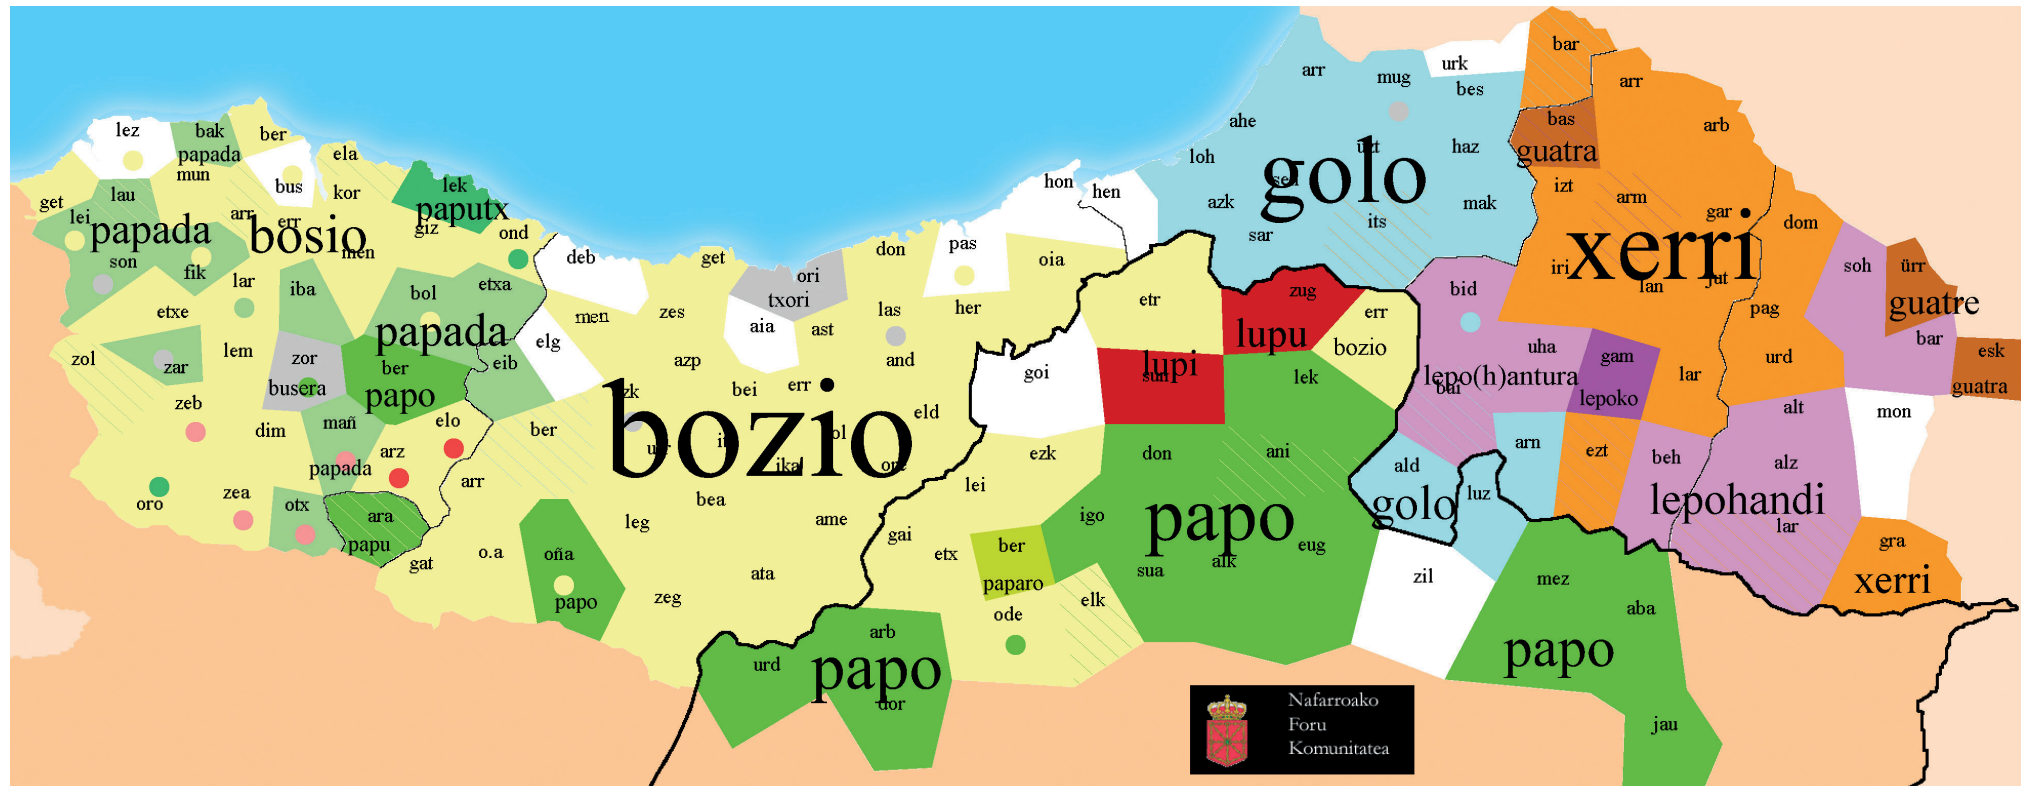 lez
bak
ber
papada
mun
ela
bus
kor
lau
get
lei
papada
arr
err
bosio
men
lek
paputx
giz
ond
son
fik
lar
iba
bol
etxa
etxe
papada
zol
zar
lem
zor
busera
ber
papo
eib
zeb
dim
mañ
elo
papada
arz
oro
zea
otx
ara
papu
gat
deb
get
ori
txori
don
pas
oia
hon
hen
men
zes
aia
ast
las
her
elg
azp
and
bei
err
bozio
eld
ber
arr
bea
leg
ame
o.a
oña
papo
ata
zeg
arb
urd
papo
dor
etr
zug
lupu
err
bozio
goi
lupi
lek
ezk
don
ani
lei
igo
papo
gai
etx
ber
paparo
sua
alk
eug
ode
elk
zil
arr
mug
urk
bes
ahe
loh
haz
golo
azk
mak
its
sar
bar
arr
bas
guatra
arb
izt
arm
gar
dom
xerri
iri
lan
jut
pag
soh
ürr
guatre
bar
esk
guatra
bid
uha
gam
lepo(h)antura
lepoko
lar
urd
bai
alt
mon
arn
ezt
beh
ald
golo
luz
alz
lepohandi
lar
gra
xerri
mez
aba
papo
jau
Nafarroako
Foru
Komunitatea